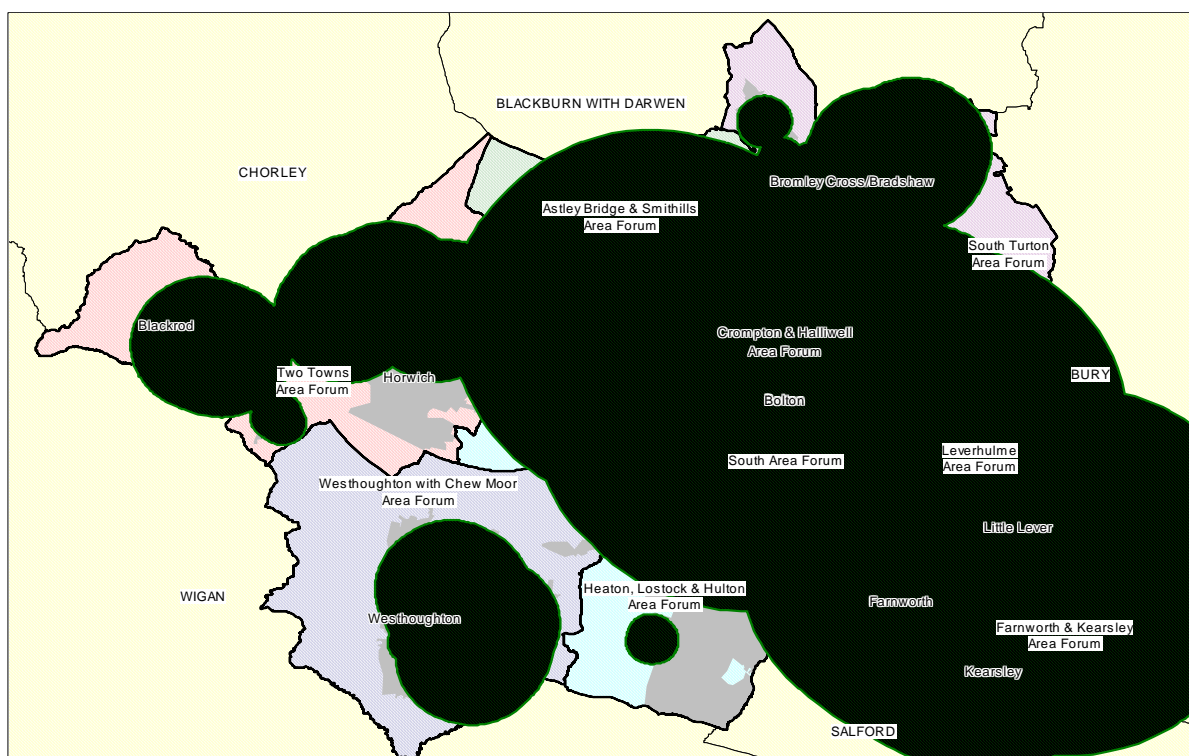 BLACKBURN WITH DARWEN
CHORLEY
Bromley Cross/Bradshaw
Astley Bridge & Smithills
Area Forum
South Turton
Area Forum
Blackrod
Crompton & Halliwell
Area Forum
Two Towns
Area Forum
Horwich
BURY
Bolton
Leverhulme
Area Forum
South Area Forum
Westhoughton with Chew Moor
Area Forum
Little Lever
WIGAN
Heaton, Lostock & Hulton
Area Forum
Farnworth
Westhoughton
Farnworth & Kearsley
Area Forum
Kearsley
SALFORD